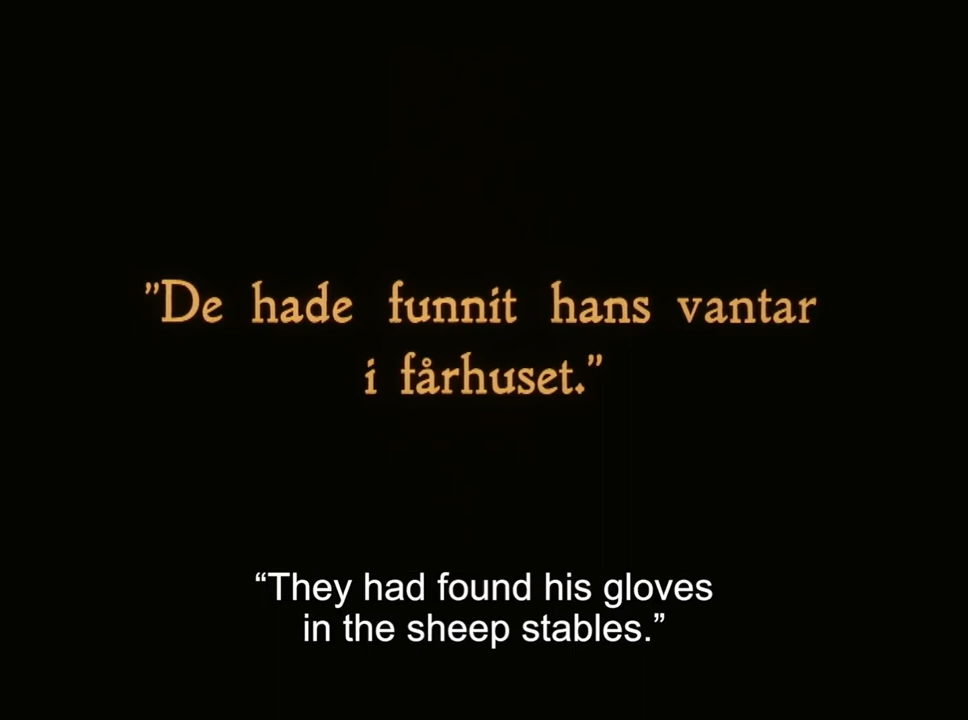 "De hade funnit hans vantar
i fårhuset."
“They had found his gloves
in the sheep stables.”